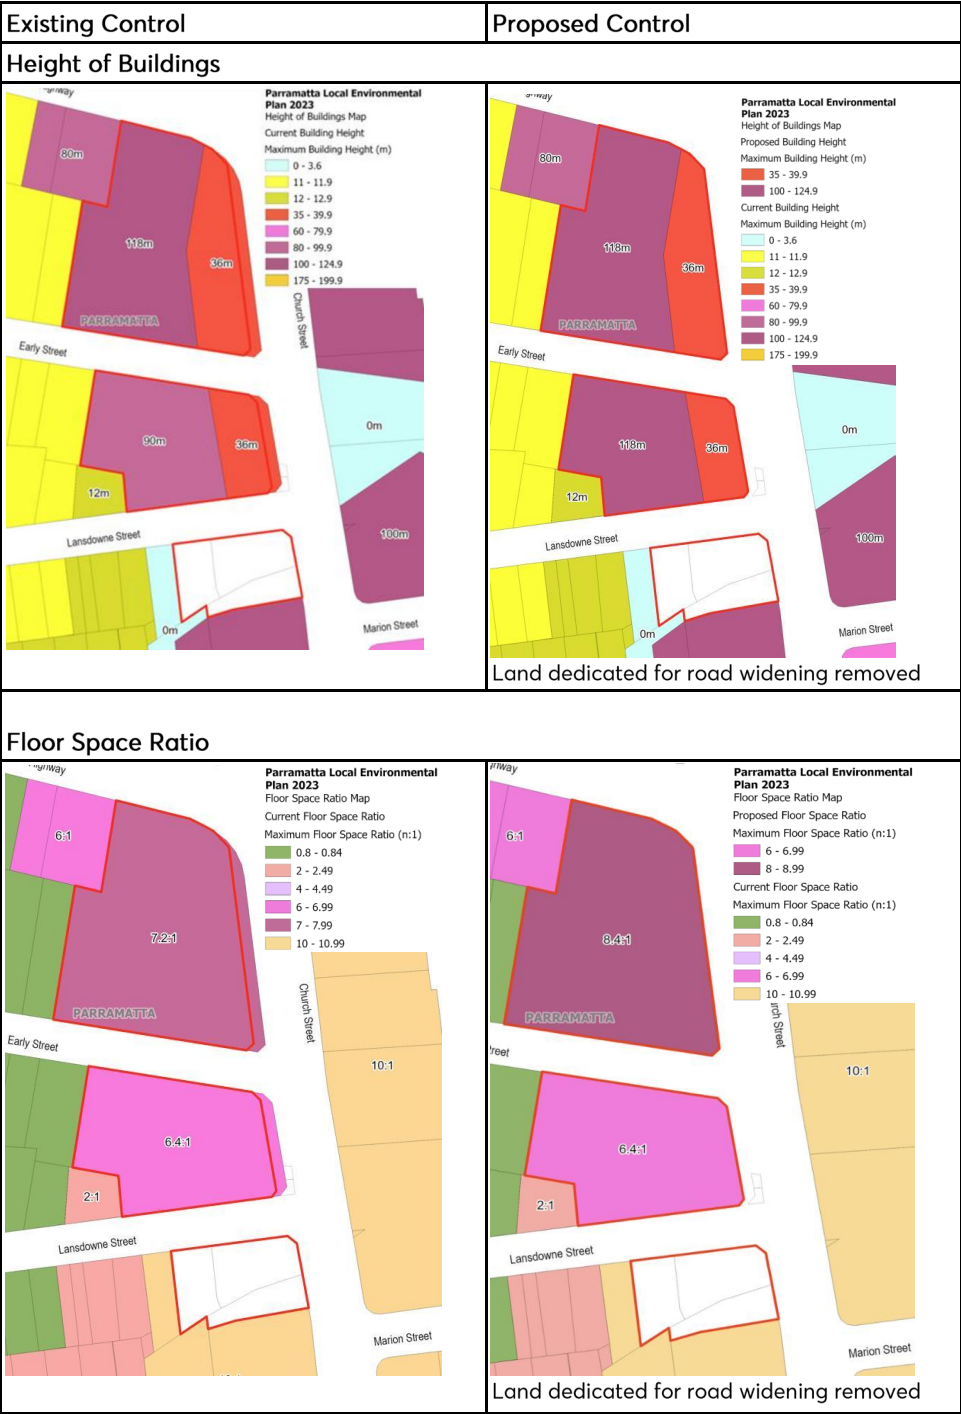 Existing Control
Proposed Control
Height of Buildings
Parramatta Local Environmental
Plan 2023
Height of Buildings Map
Current Building Height
Maximum Building Height (m)
0 - 3.6
11 - 11.9
12 - 12.9
35 - 39.9
60 - 79.9
80 - 99.9
100 - 124.9
175 - 199.9
80m
118m
36m
PARRAMATTA
Church Street
Early Street
0m
90m
36m
12m
Lansdowne Street
100m
0m
Marion Street
Parramatta Local Environmental
Plan 2023
Height of Buildings Map
Proposed Building Height
Maximum Building Height (m)
35 - 39.9
100 - 124.9
Current Building Height
Maximum Building Height (m)
0 - 3.6
11 - 11.9
12 - 12.9
35 - 39.9
60 - 79.9
80 - 99.9
100 - 124.9
175 - 199.9
80m
118m
36m
PARRAMATTA
Early Street
0m
118m
36m
12m
Lansdowne Street
100m
0m
Marion Street
Land dedicated for road widening removed
Floor Space Ratio
Parramatta Local Environmental
Plan 2023
Floor Space Ratio Map
Current Floor Space Ratio
Maximum Floor Space Ratio (n:1)
0.8 - 0.84
2 - 2.49
4 - 4.49
6 - 6.99
7 - 7.99
10 - 10.99
6:1
7.2:1
PARRAMATTA
Church Street
Early Street
10:1
6.4:1
2:1
Lansdowne Street
Marion Street
Parramatta Local Environmental
Plan 2023
Floor Space Ratio Map
Proposed Floor Space Ratio
Maximum Floor Space Ratio (n:1)
6 - 6.99
8 - 8.99
Current Floor Space Ratio
Maximum Floor Space Ratio (n:1)
0.8 - 0.84
2 - 2.49
4 - 4.49
6 - 6.99
10 - 10.99
6:1
8.4:1
PARRAMATTA
Street
10:1
6.4:1
2:1
Lansdowne Street
Marion Street
Land dedicated for road widening removed